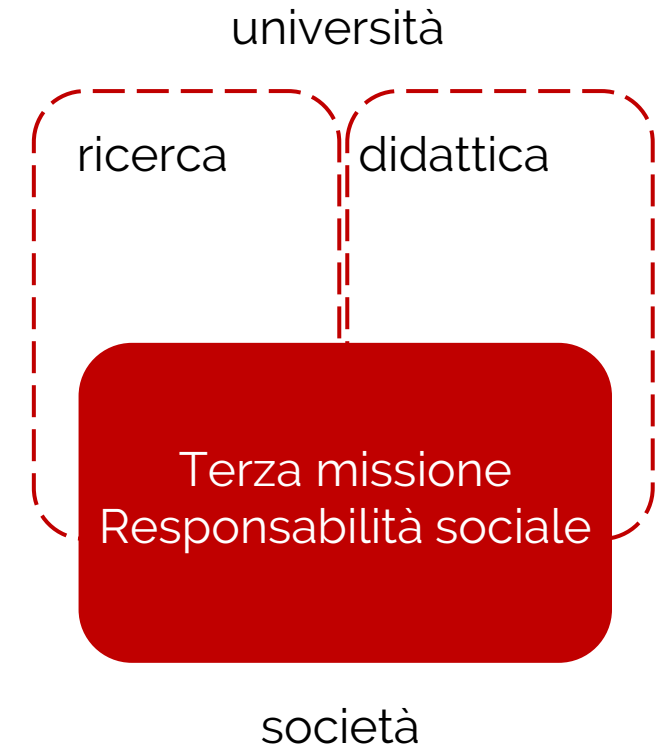 università
ricerca
didattica
Terza missione
Responsabilità sociale
società